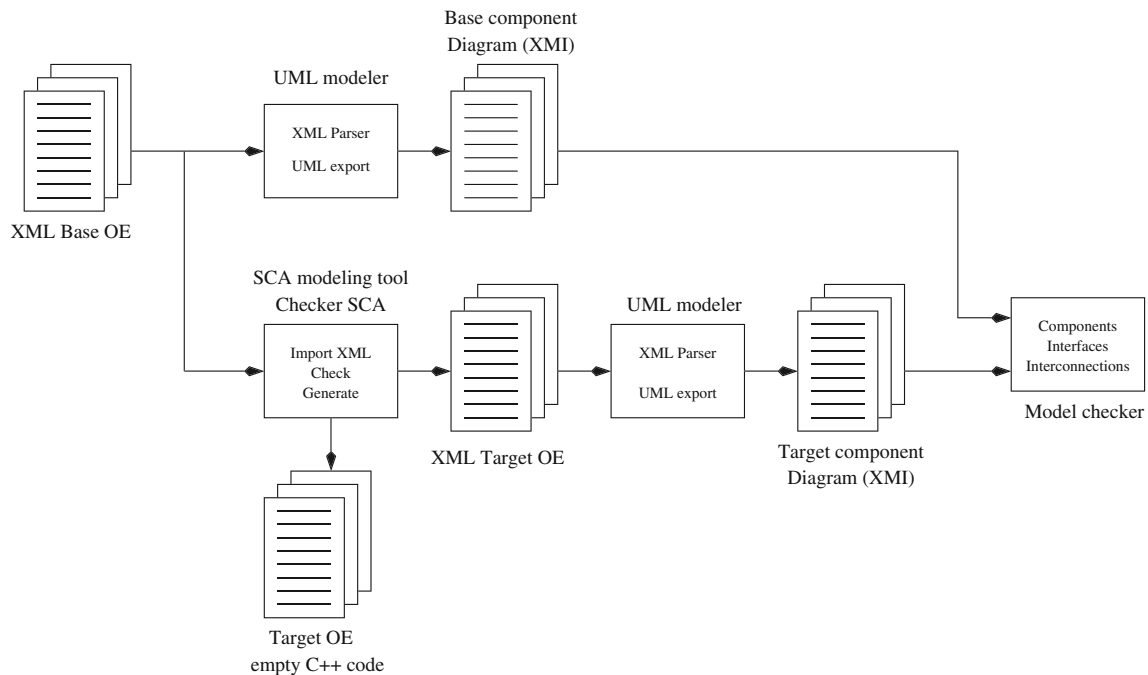 Base component
Diagram (XMI)
UML modeler
XML Parser
UML export
XML Base OE
SCA modeling tool
Checker SCA
Import XML
Check
Generate
UML modeler
XML Parser
UML export
Components
Interfaces
Interconnections
Model checker
XML Target OE
Target component
Diagram (XMI)
Target OE
empty C++ code